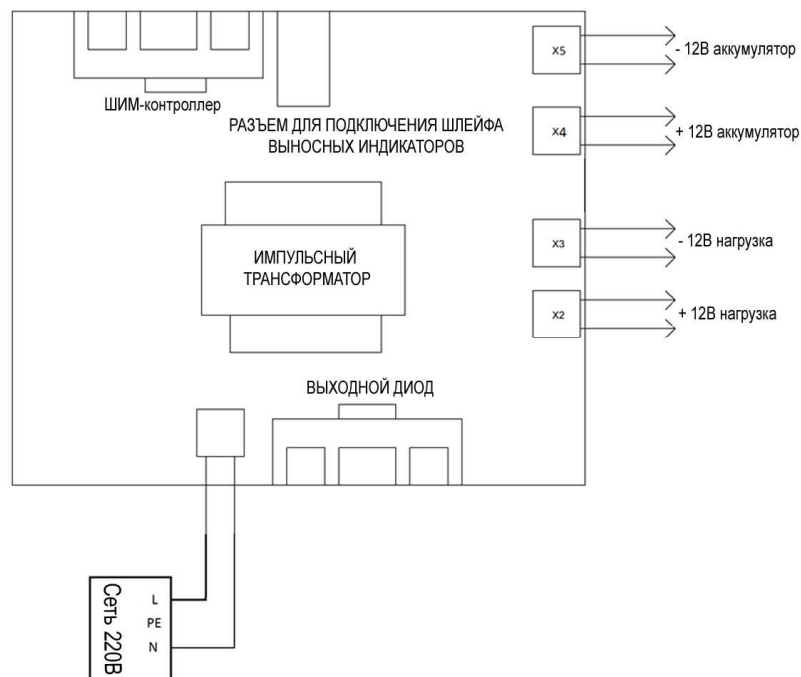 ШИМ-контроллер
РАЗЪЕМ ДЛЯ ПОДКЛЮЧЕНИЯ ШЛЕЙФА
ВЫНОСНЫХ ИНДИКАТОРОВ
X5
- 12В аккумулятор
X4
+ 12В аккумулятор
X3
- 12В нагрузка
X2
+ 12В нагрузка
ИМПУЛЬСНЫЙ
ТРАНСФОРМАТОР
ВЫХОДНОЙ ДИОД
Сеть 220В
L
PE
N